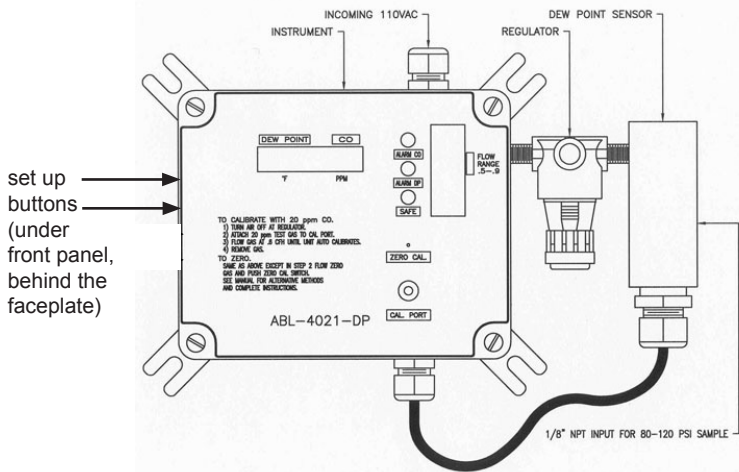 INCOMING 110VAC
INSTRUMENT
DEW POINT SENSOR
REGULATOR
set up
buttons
(under
front panel,
behind the
faceplate)
DEW POINT
CO
°F
PPM
ALARM CO
ALARM DP
SAFE
FLOW
RANGE
.5-.9
TO CALIBRATE WITH 20 ppm CO.
1) TURN AIR OFF AT REGULATOR.
2) ATTACH 20 ppm TEST GAS TO CAL PORT.
3) FLOW GAS AT .6 CFH UNTIL UNIT AUTO CALIBRATES.
4) REMOVE GAS.
TO ZERO.
SAME AS ABOVE EXCEPT IN STEP 2 FLOW ZERO
GAS AND PUSH ZERO CAL SWITCH.
SEE MANUAL FOR ALTERNATIVE METHODS
AND COMPLETE INSTRUCTIONS.
ZERO CAL.
CAL. PORT
ABL-4021-DP
1/8" NPT INPUT FOR 80-120 PSI SAMPLE